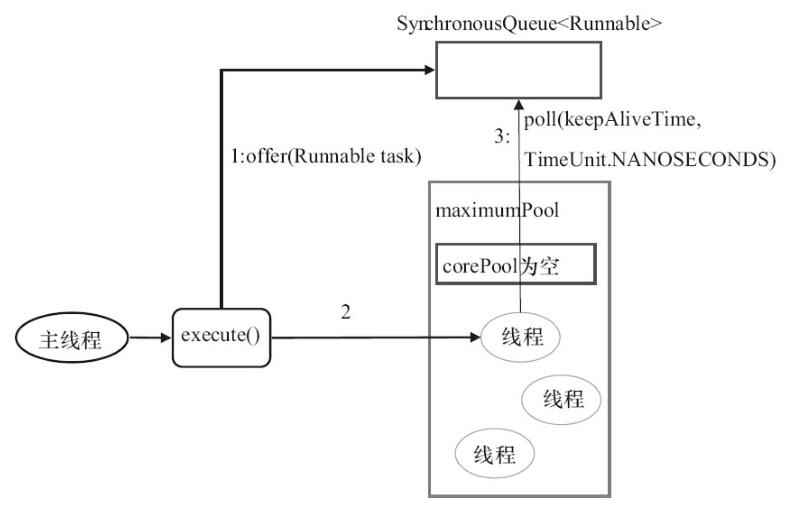 SynchronousQueue<Runnable>
poll(keepAliveTime,
3:
1:offer(Runnable task)
TimeUnit.NANOSECONDS)
maximumPool
corePool为空
2
主线程
execute()
线程
线程
线程